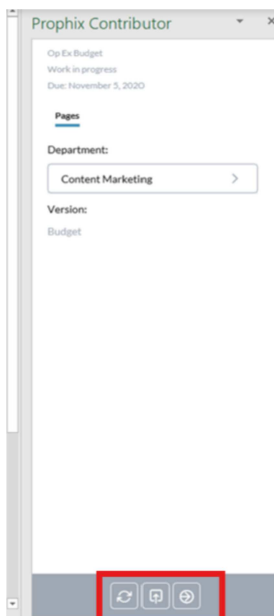 Prophix Contributor
Op Ex Budget
Work in progress
Due: November 5, 2020
Pages
Department:
Content Marketing
Version:
Budget